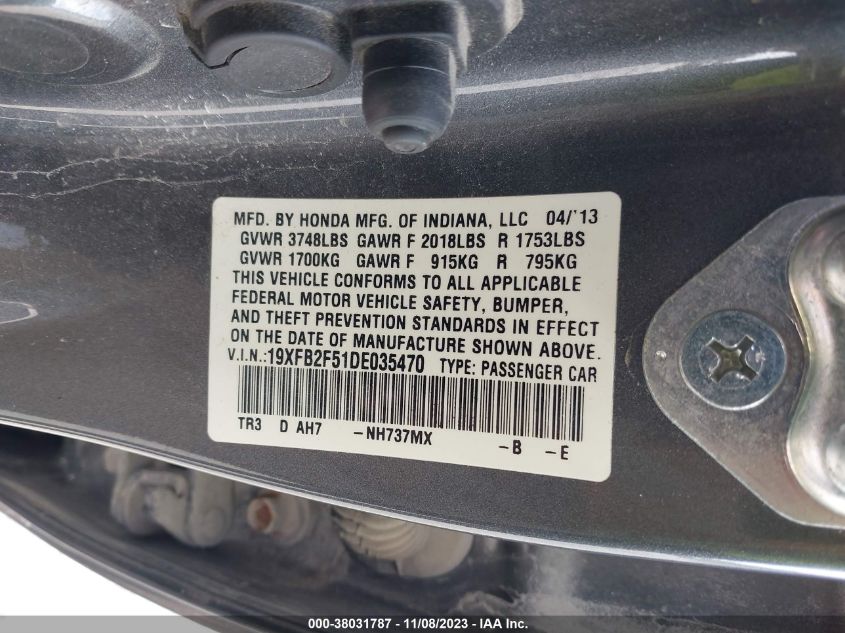 MFD. BY HONDA MFG. OF INDIANA, LLC 04/'13
GVWR 3748LBS GAWR F 2018LBS R 1753LBS
GVWR 1700KG GAWR F 915KG R 795KG
THIS VEHICLE CONFORMS TO ALL APPLICABLE
FEDERAL MOTOR VEHICLE SAFETY, BUMPER,
AND THEFT PREVENTION STANDARDS IN EFFECT
ON THE DATE OF MANUFACTURE SHOWN ABOVE.
V.I.N.:19XFB2F51DE035470 TYPE: PASSENGER CAR
TR3 D AH7 -NH737MX -B -E
000-38031787 - 11/08/2023 - IAAI.com